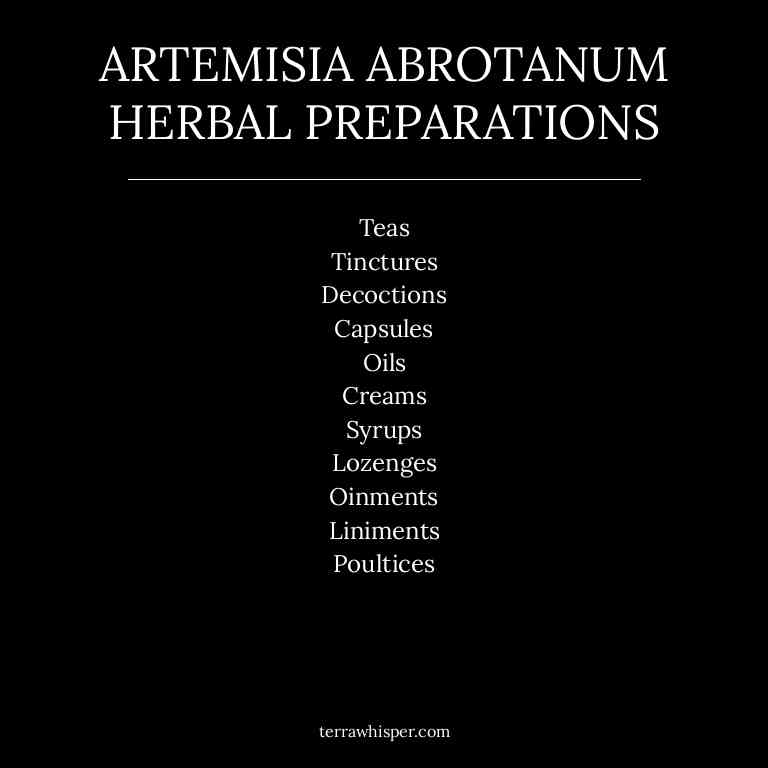 ARTEMISIA ABROTANUM
HERBAL PREPARATIONS
Teas
Tinctures
Decoctions
Capsules
Oils
Creams
Syrups
Lozenges
Oinments
Liniments
Poultices
terrawhisper.com